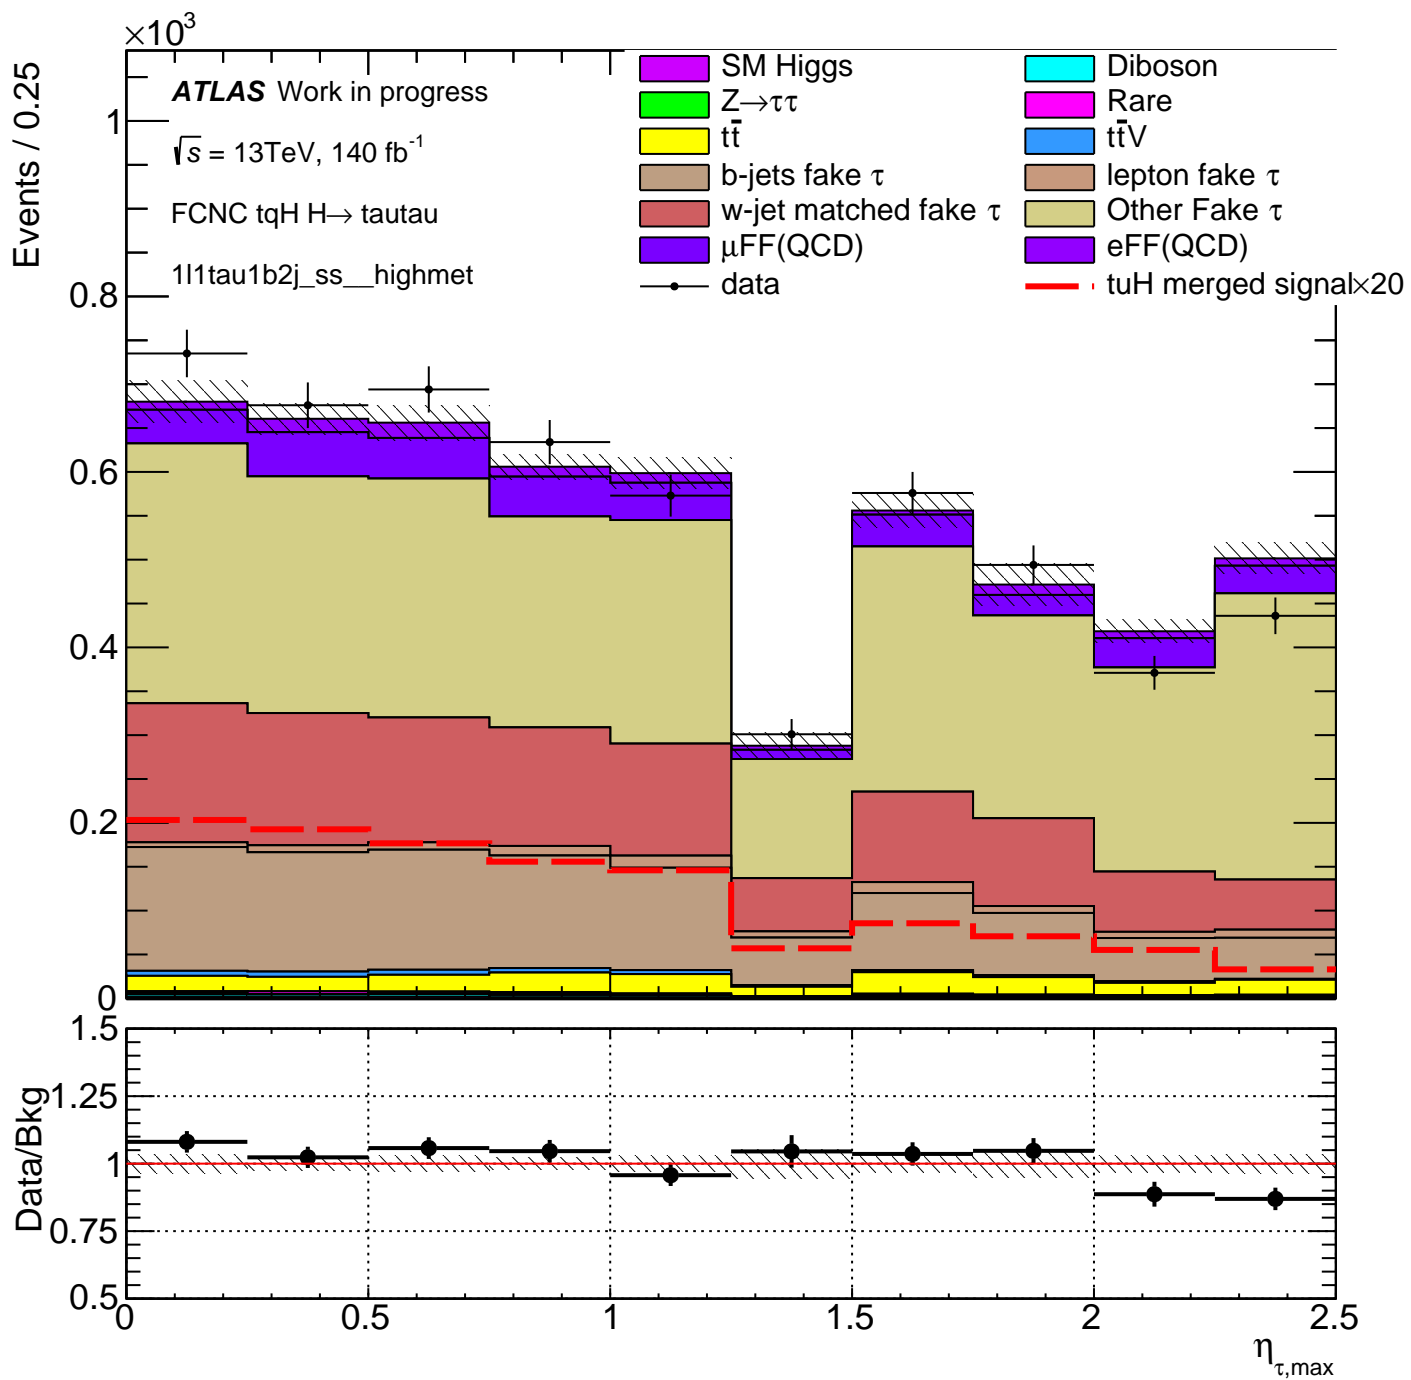 ×10³
Events / 0.25
ATLAS Work in progress
√s = 13TeV, 140 fb⁻¹
FCNC tqH H→ tautau
1l1tau1b2j_ss__highmet
SM Higgs
Diboson
Z→ττ
Rare
tt̄
tt̄V
b-jets fake τ
lepton fake τ
w-jet matched fake τ
Other Fake τ
μFF(QCD)
eFF(QCD)
data
tuH merged signal×20
1
0.8
0.6
0.4
0.2
0
Data/Bkg
1.5
1.25
1
0.75
0.5
0 0.5 1 1.5 2 2.5
η_τ,max